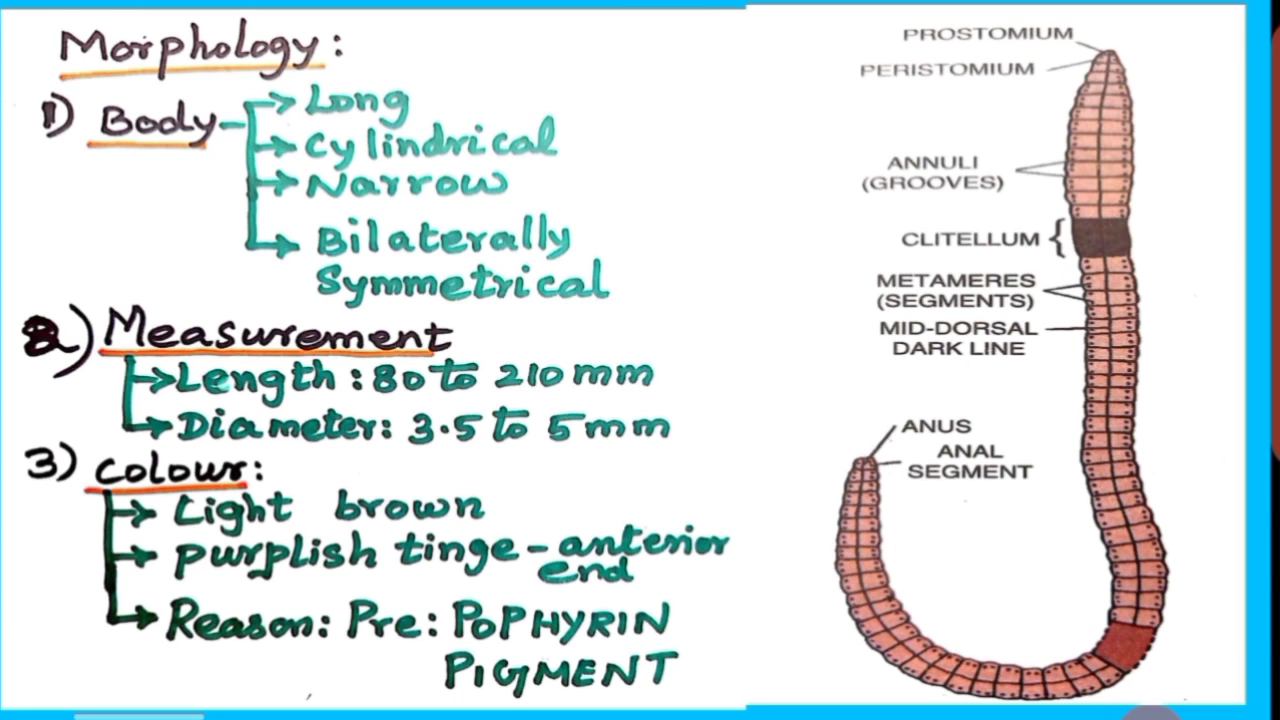 Morphology:
1) Body
Long
Cylindrical
Narrow
Bilaterally
Symmetrical
2) Measurement
Length: 80 to 210 mm
Diameter: 3.5 to 5 mm
3) Colour:
Light brown
Purplish tinge - anterior
end
Reason: Pre: POPHYRIN
PIGMENT
PROSTOMIUM
PERISTOMIUM
ANNULI
(GROOVES)
CLITELLUM
METAMERES
(SEGMENTS)
MID-DORSAL
DARK LINE
ANUS
ANAL
SEGMENT